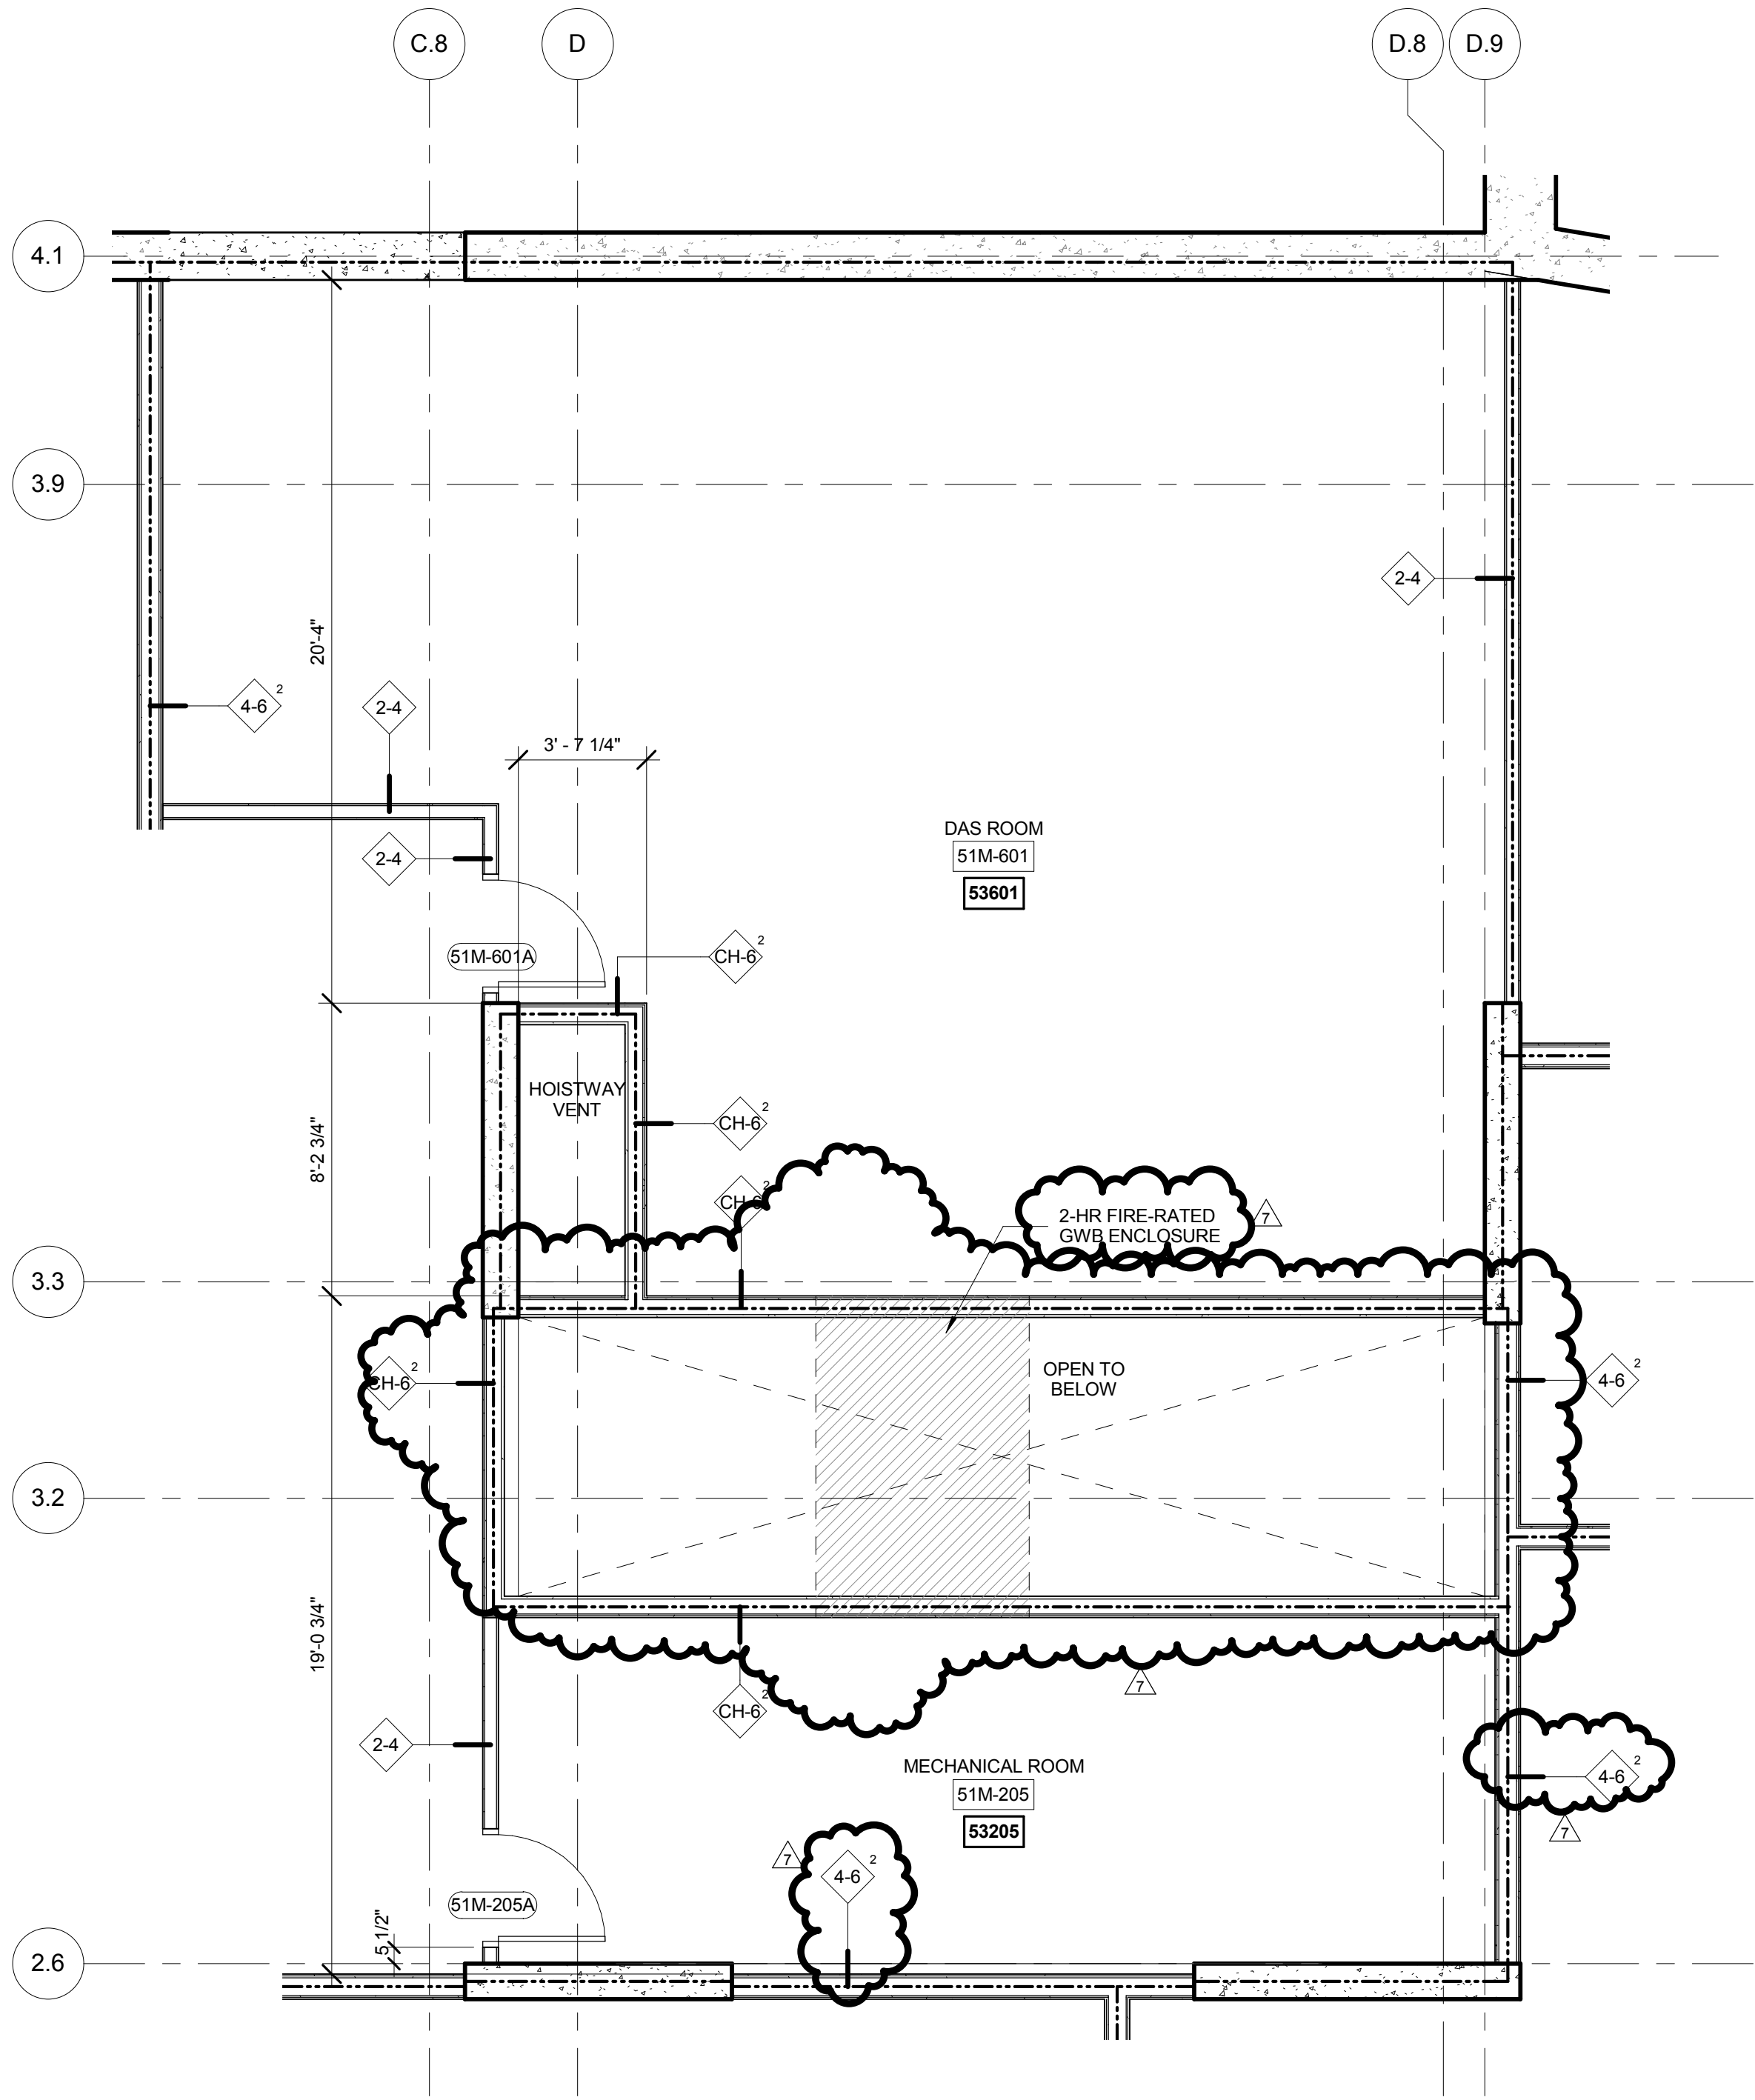 C.8
D
D.8
D.9
4.1
3.9
2-4
20'-4"
4-6
2
2-4
3' - 7 1/4"
DAS ROOM
51M-601
53601
2-4
51M-601A
CH-6
2
HOISTWAY
VENT
CH-6
2
8'-2 3/4"
CH-6
2
2-HR FIRE-RATED
GWB ENCLOSURE
7
3.3
CH-6
2
OPEN TO
BELOW
4-6
2
3.2
19'-0 3/4"
7
CH-6
2
2-4
MECHANICAL ROOM
51M-205
53205
4-6
2
7
7
4-6
2
51M-205A
5 1/2"
2.6